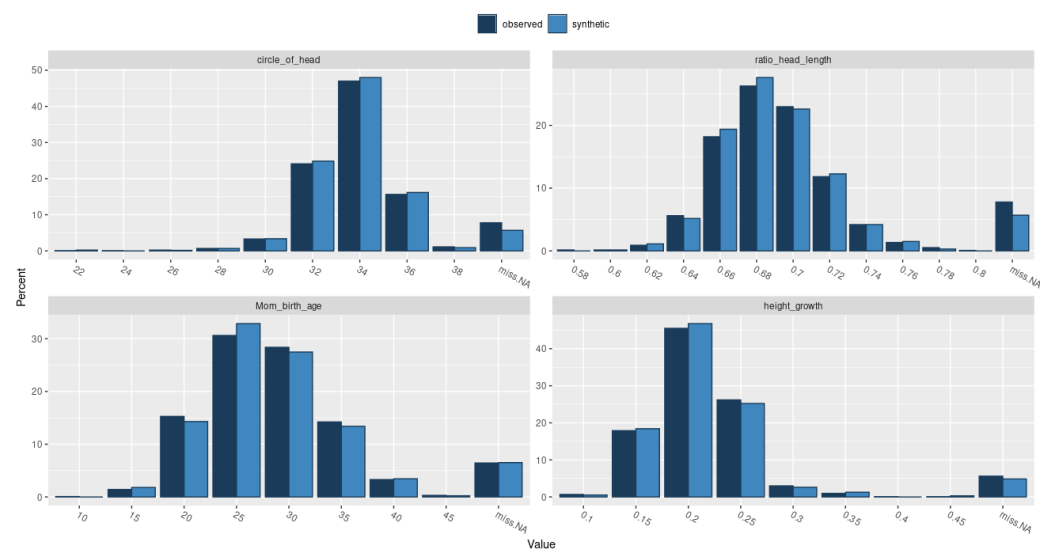 observed synthetic
circle_of_head
50
40
30
20
10
0
22 24 26 28 30 32 34 36 38 miss.NA
ratio_head_length
20
10
0
0.58 0.6 0.62 0.64 0.66 0.68 0.7 0.72 0.74 0.76 0.78 0.8 miss.NA
Percent
Mom_birth_age
30
20
10
0
10 15 20 25 30 35 40 45 miss.NA
height_growth
40
30
20
10
0
0.1 0.15 0.2 0.25 0.3 0.35 0.4 0.45 miss.NA
Value